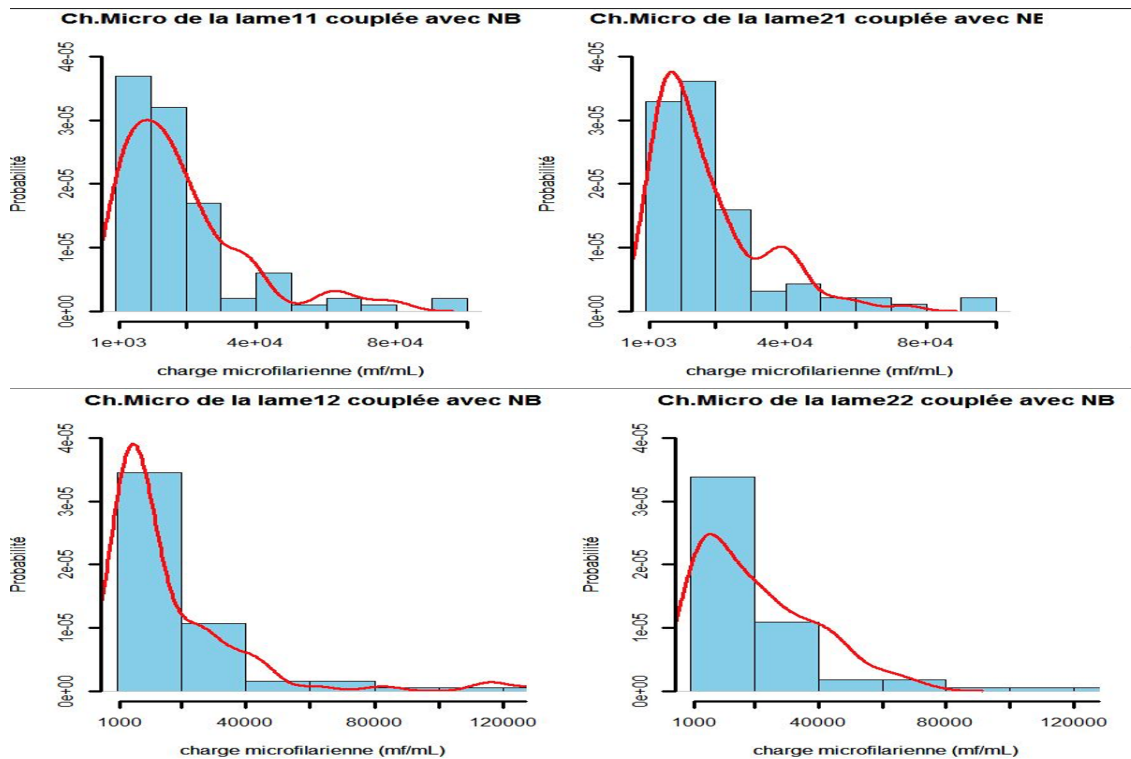 Ch.Micro de la lame11 couplée avec NB
Probabilité
4e-05
3e-05
2e-05
1e-05
0e+00
1e+03 4e+04 8e+04
charge microfilarienne (mf/mL)
Ch.Micro de la lame21 couplée avec NE
Probabilité
4e-05
3e-05
2e-05
1e-05
0e+00
1e+03 4e+04 8e+04
charge microfilarienne (mf/mL)
Ch.Micro de la lame12 couplée avec NB
Probabilité
4e-05
3e-05
2e-05
1e-05
0e+00
1000 40000 80000 120000
charge microfilarienne (mf/mL)
Ch.Micro de la lame22 couplée avec NB
Probabilité
4e-05
3e-05
2e-05
1e-05
0e+00
1000 40000 80000 120000
charge microfilarienne (mf/mL)